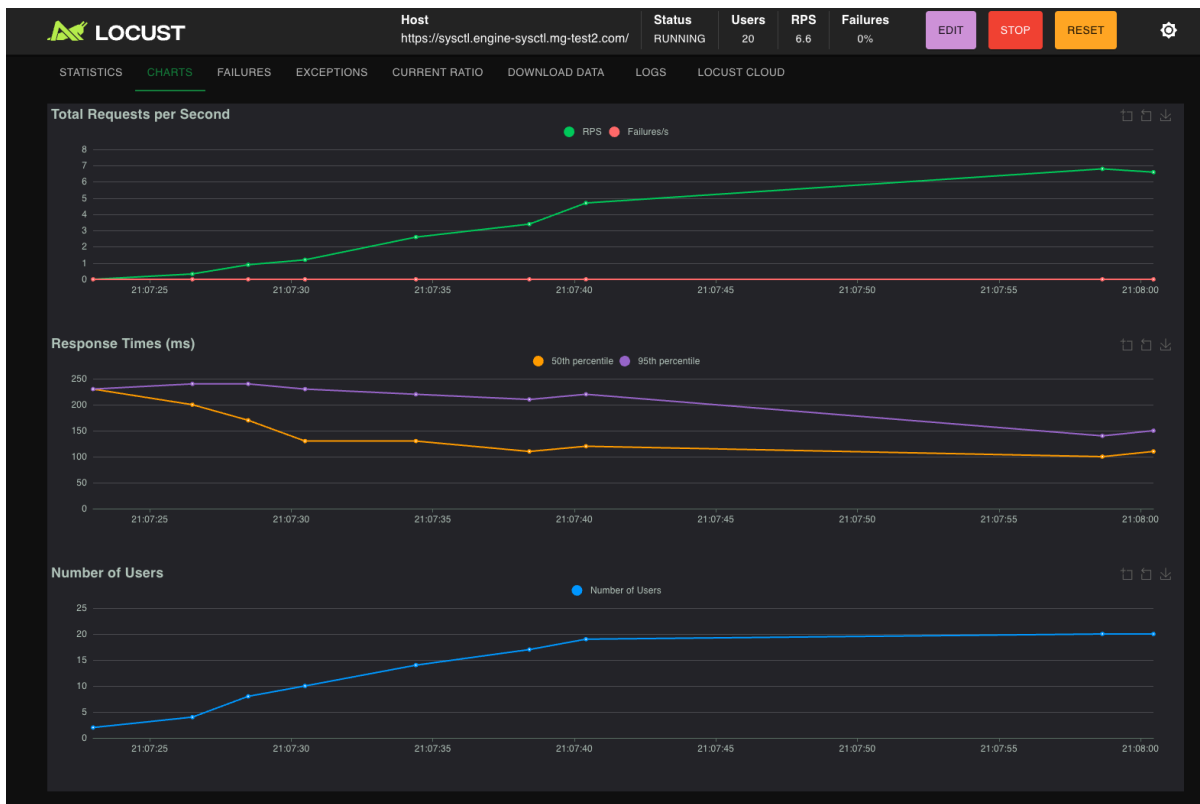 LOCUST
Host
https://sysctl.engine-sysctl.mg-test2.com/
Status
RUNNING
Users
20
RPS
6.6
Failures
0%
EDIT
STOP
RESET
STATISTICS CHARTS FAILURES EXCEPTIONS CURRENT RATIO DOWNLOAD DATA LOGS LOCUST CLOUD
Total Requests per Second
RPS Failures/s
8
7
6
5
4
3
2
1
0
21:07:25 21:07:30 21:07:35 21:07:40 21:07:45 21:07:50 21:07:55 21:08:00
Response Times (ms)
50th percentile 95th percentile
250
200
150
100
50
0
21:07:25 21:07:30 21:07:35 21:07:40 21:07:45 21:07:50 21:07:55 21:08:00
Number of Users
Number of Users
25
20
15
10
5
0
21:07:25 21:07:30 21:07:35 21:07:40 21:07:45 21:07:50 21:07:55 21:08:00